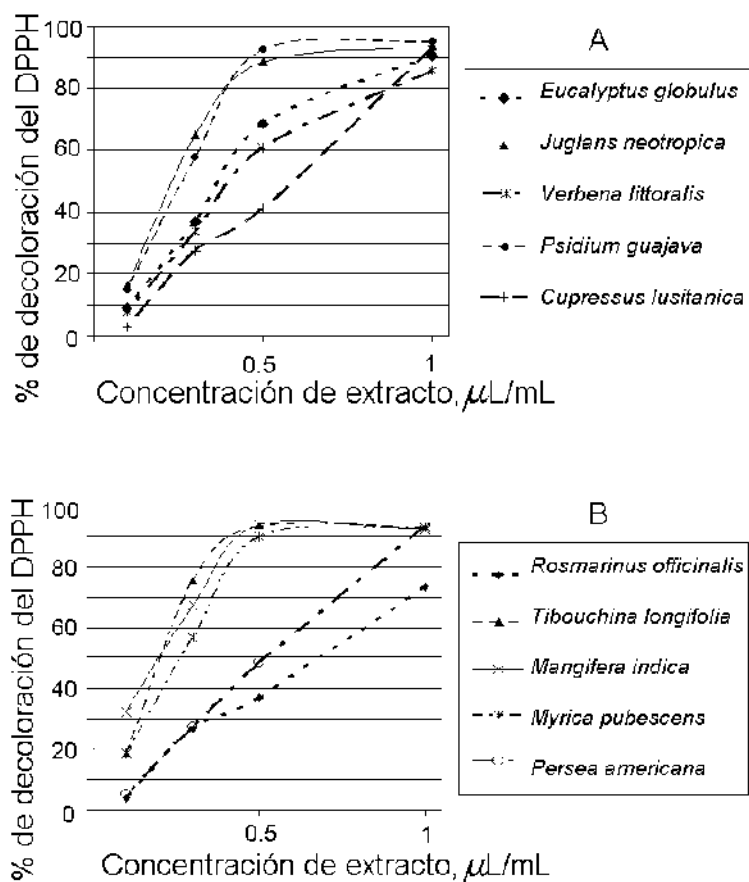 A
% de decoloración del DPPH
100
80
60
40
20
0
0.5
1
Concentración de extracto, µL/mL
Eucalyptus globulus
Juglans neotropica
Verbena littoralis
Psidium guajava
Cupressus lusitanica
B
% de decoloración del DPPH
100
80
60
40
20
0
0.5
1
Concentración de extracto, µL/mL
Rosmarinus officinalis
Tibouchina longifolia
Mangifera indica
Myrica pubescens
Persea americana